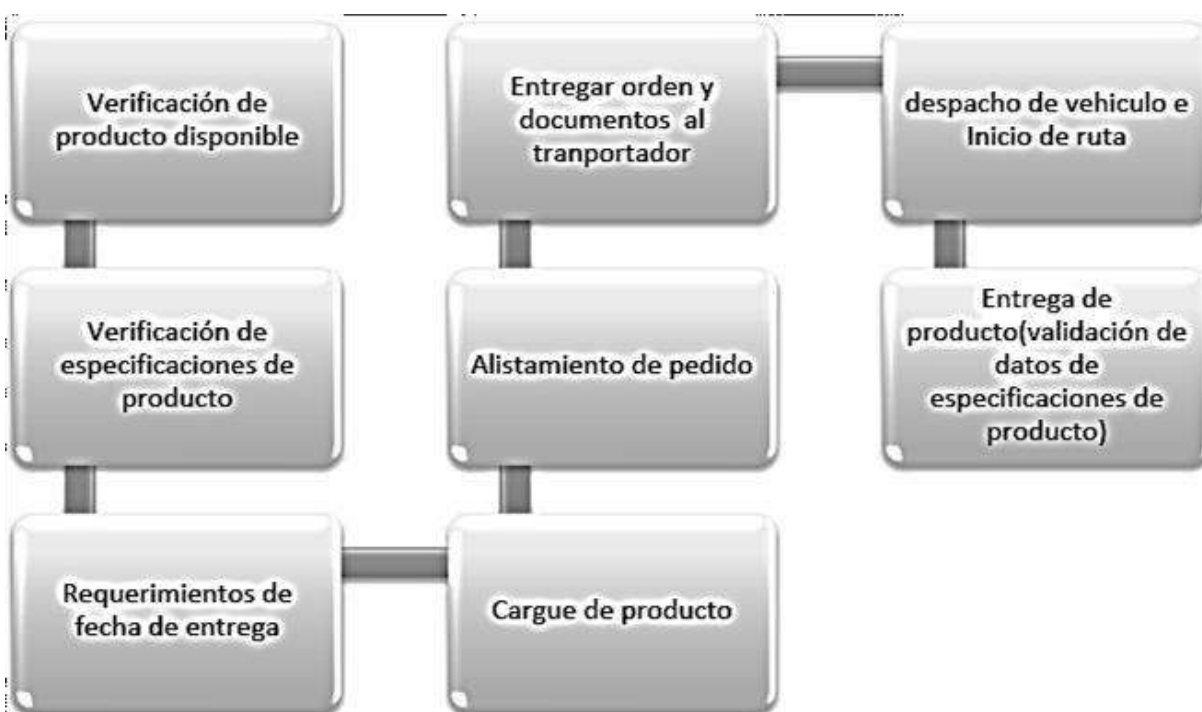 Verificación de
producto disponible
Verificación de
especificaciones de
producto
Requerimientos de
fecha de entrega
Cargue de producto
Alistamiento de pedido
Entregar orden y
documentos al
tranportador
despacho de vehiculo e
Inicio de ruta
Entrega de
producto(validación de
datos de
especificaciones de
producto)